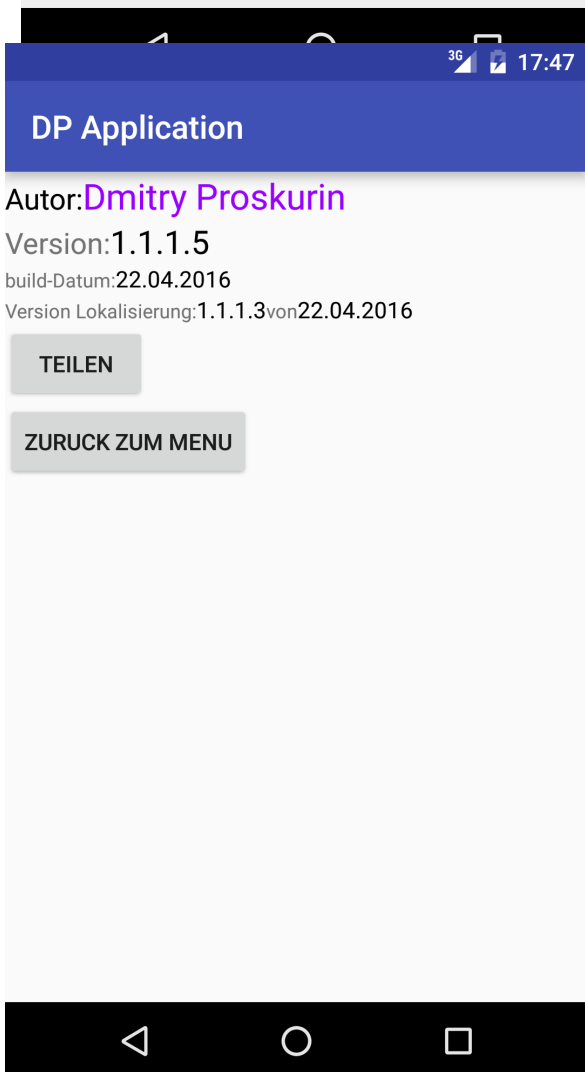 3G 17:47
DP Application
Autor:Dmitry Proskurin
Version:1.1.1.5
build-Datum:22.04.2016
Version Lokalisierung:1.1.1.3von22.04.2016
TEILEN
ZURUCK ZUM MENU